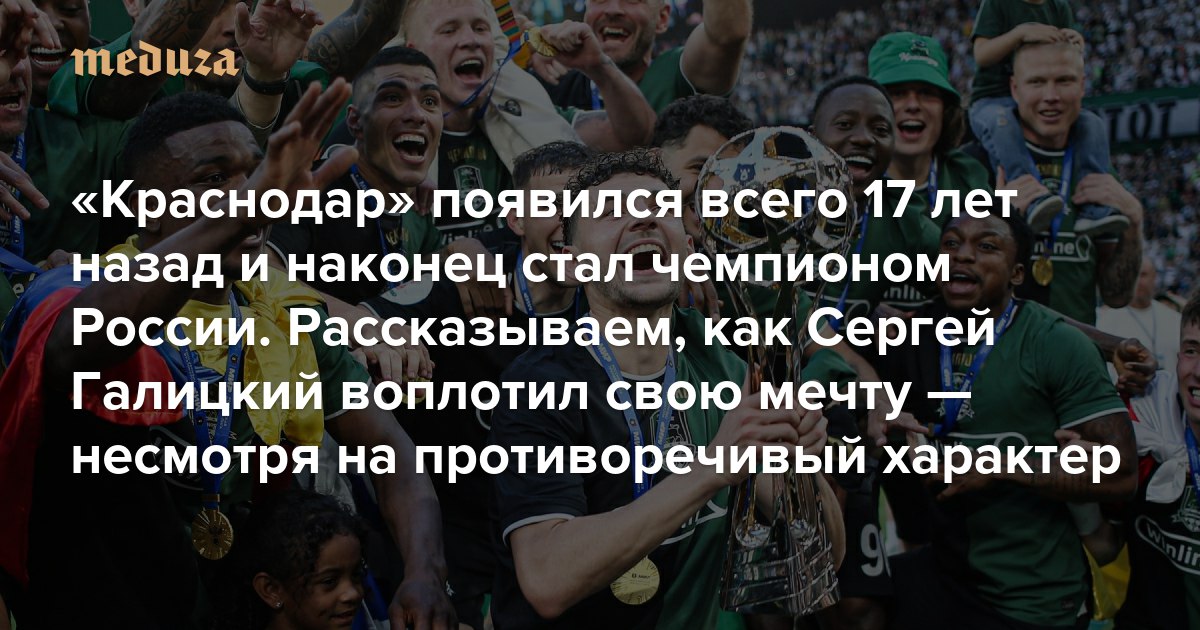 meduza
«Краснодар» появился всего 17 лет
назад и наконец стал чемпионом
России. Рассказываем, как Сергей
Галицкий воплотил свою мечту —
несмотря на противоречивый характер
winline